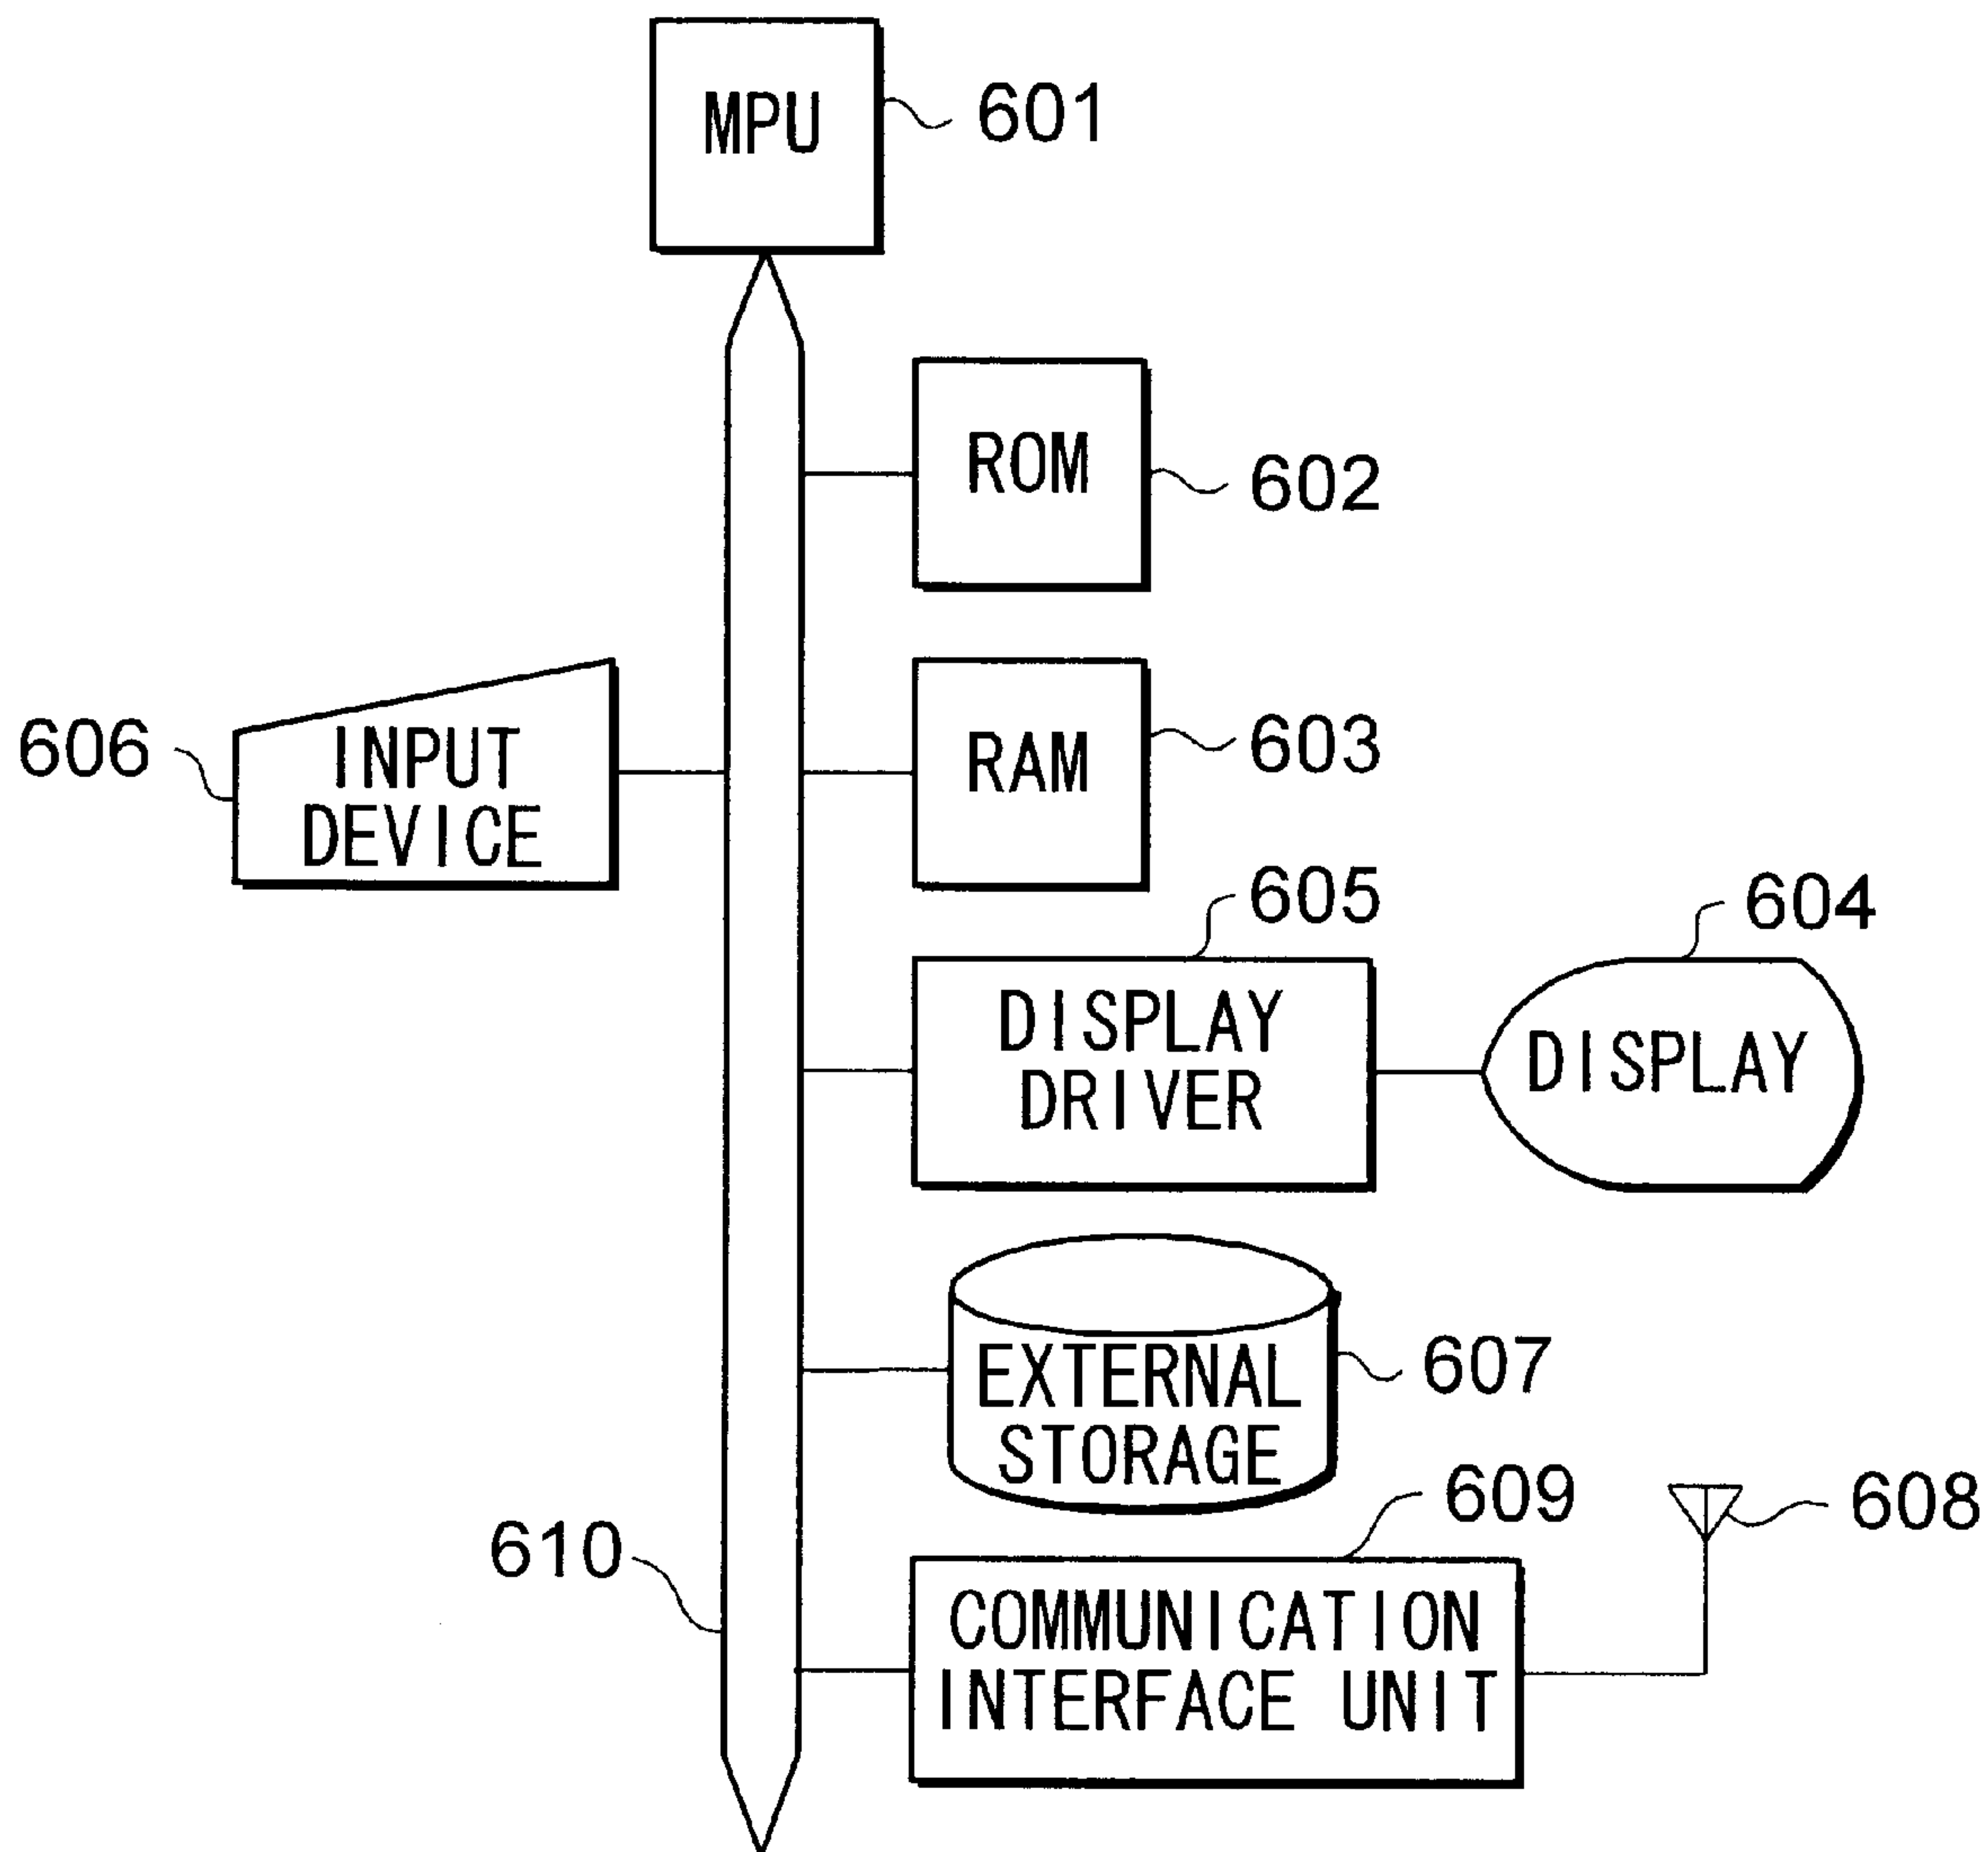 MPU
601
ROM
602
606
INPUT
DEVICE
RAM
603
605
604
DISPLAY
DRIVER
DISPLAY
EXTERNAL
STORAGE
607
609
608
610
COMMUNICATION
INTERFACE UNIT